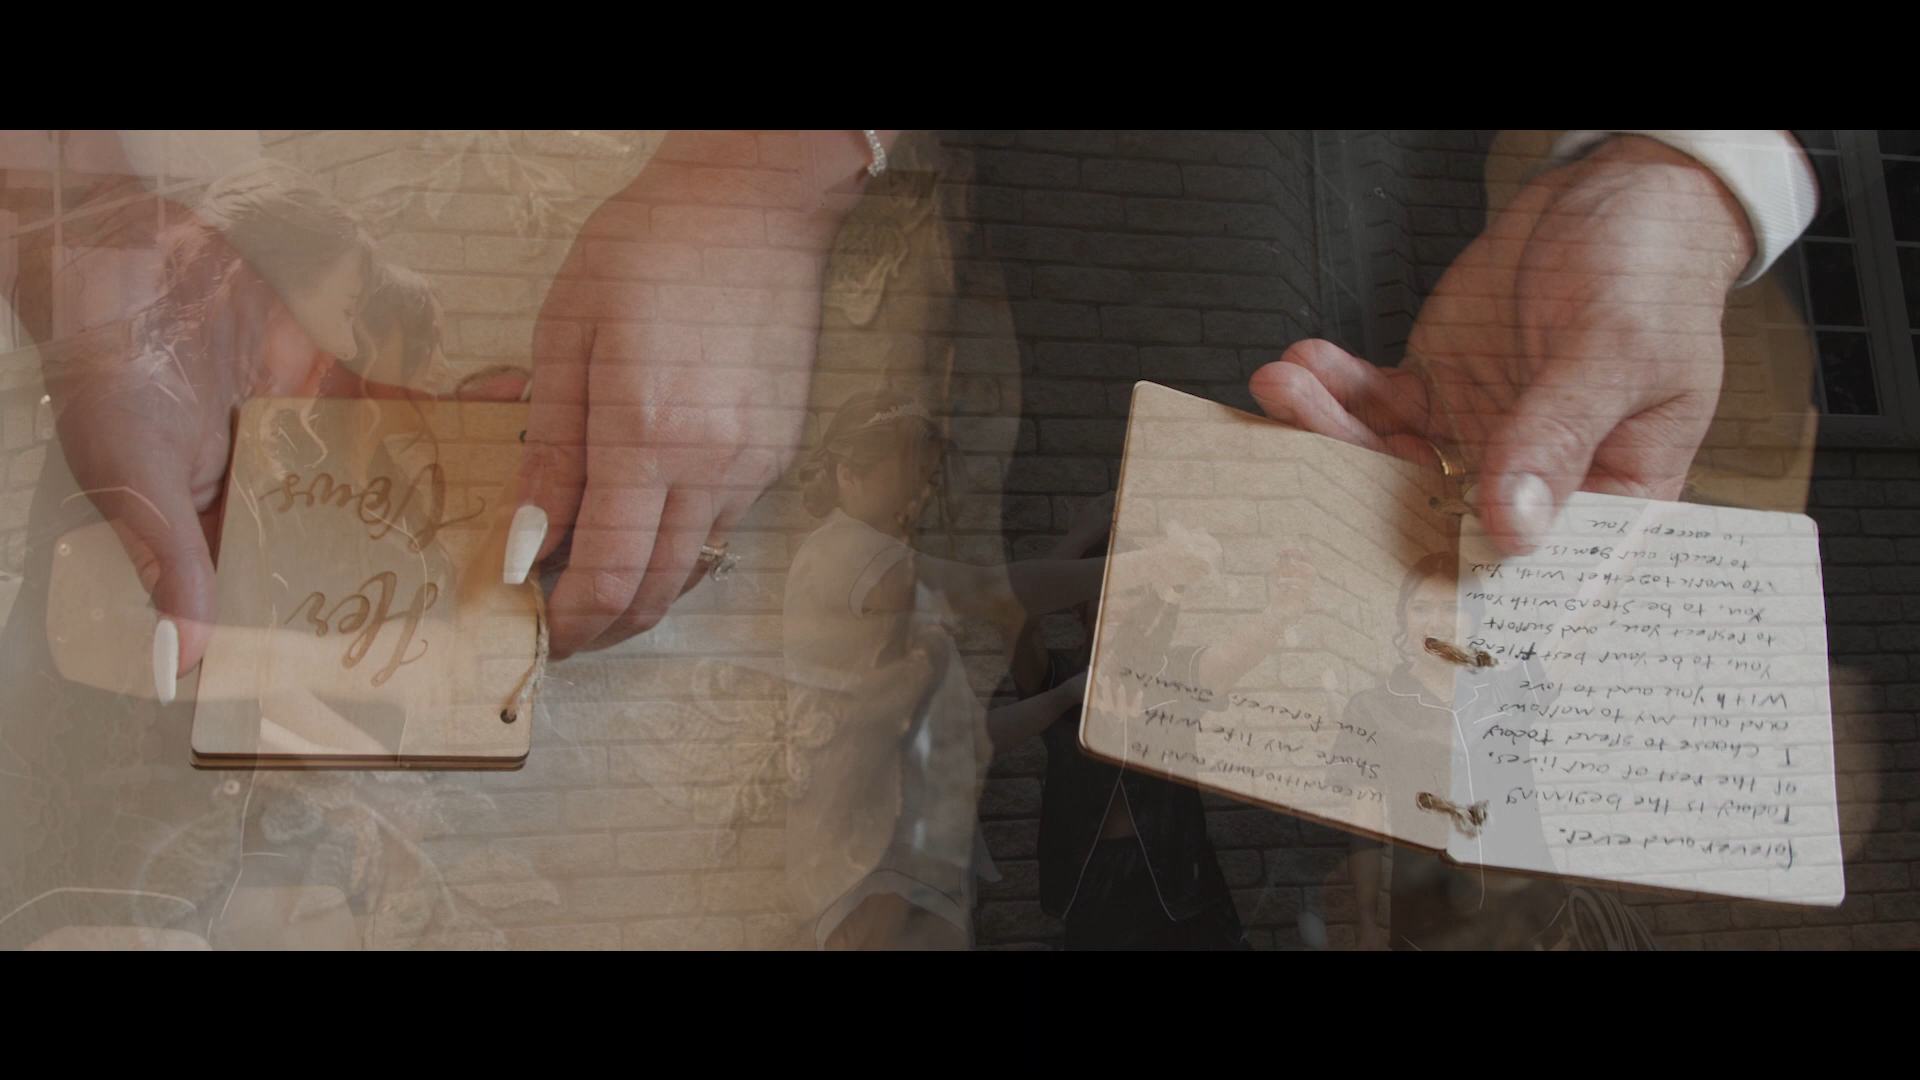 Her
Vows
forever and ever.
Today is the beginning
of the rest of our lives.
I choose to spend today
and all my tomorrows
with you and to love
you, to be your best friend,
to respect you, and support
you, to be strong with you,
to work together with you
to reach our goals.
to accept you
unconditionally and to
share my life with
you forever. Jasmine